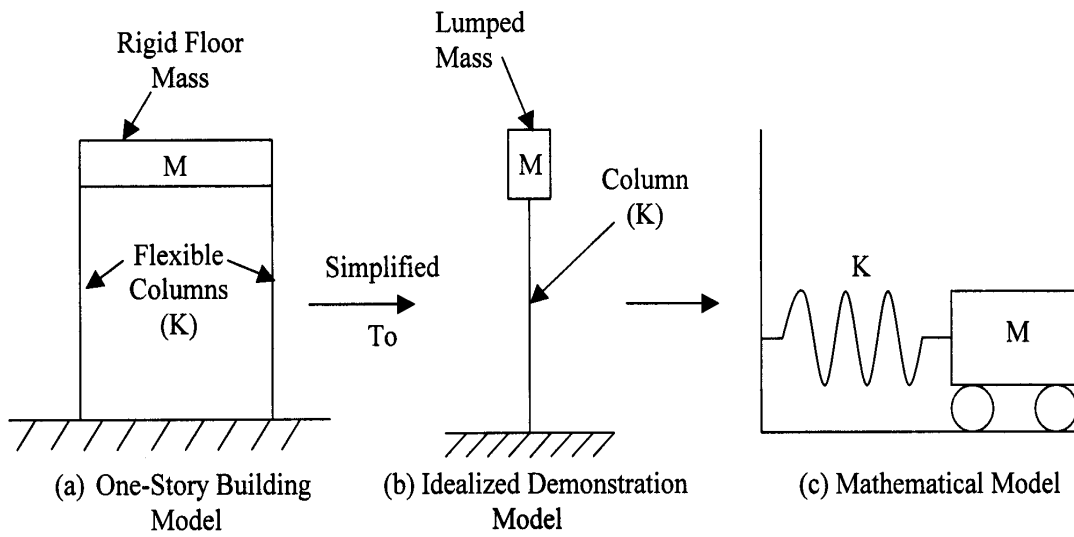 Rigid Floor
Mass
M
Flexible
Columns
(K)
(a) One-Story Building
Model
Simplified
To
Lumped
Mass
M
Column
(K)
(b) Idealized Demonstration
Model
K
M
(c) Mathematical Model